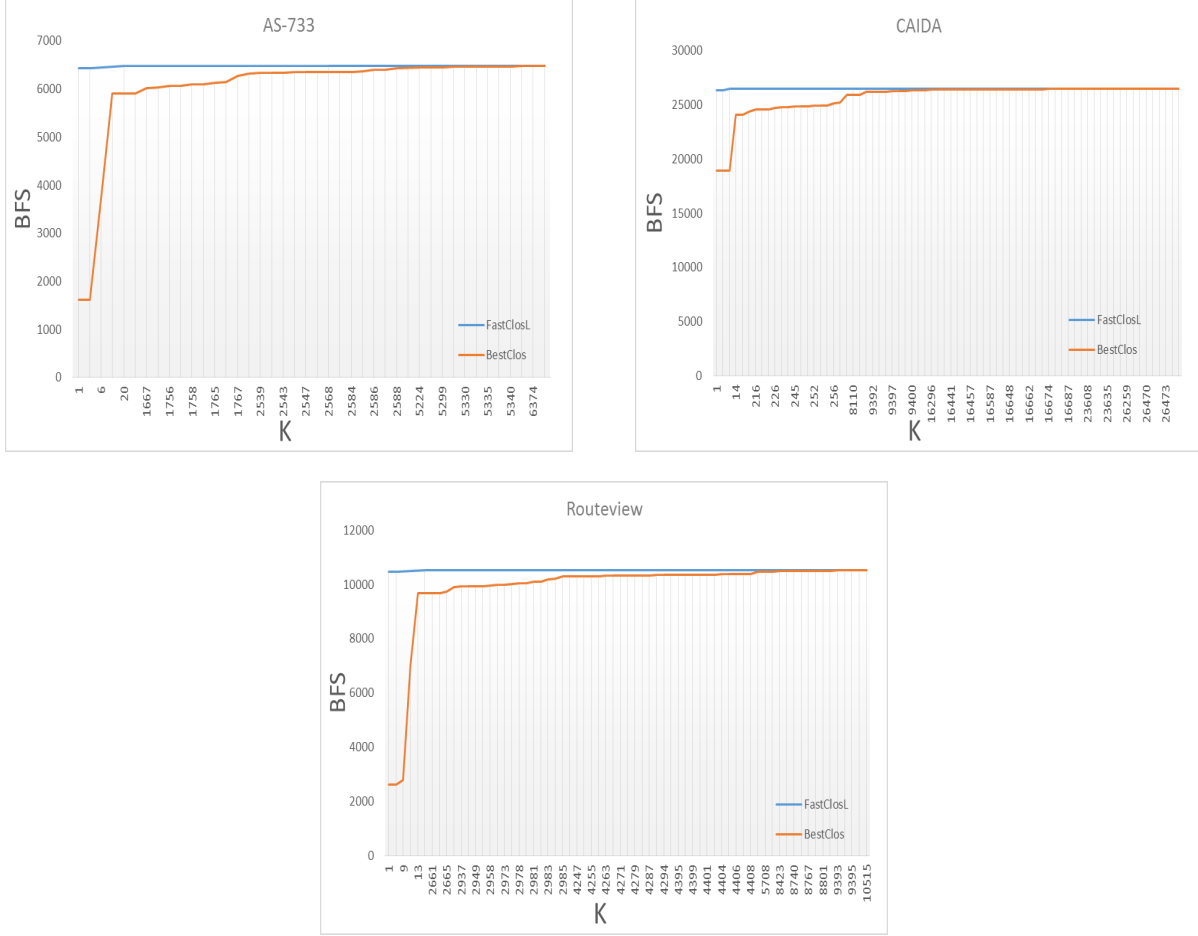 AS-733
7000
6000
5000
4000
3000
2000
1000
0
BFS
FastClosL
BestClos
1 6 20 1667 1756 1758 1765 1767 2539 2543 2547 2568 2584 2586 2588 5224 5299 5330 5335 5340 6374
K
CAIDA
30000
25000
20000
15000
10000
5000
0
BFS
FastClosL
BestClos
1 14 216 226 245 252 256 8110 9392 9397 9400 16296 16441 16457 16587 16648 16662 16674 16687 23608 23635 26259 26470 26473
K
Routeview
12000
10000
8000
6000
4000
2000
0
BFS
FastClosL
BestClos
1 9 13 2661 2665 2937 2949 2958 2973 2978 2981 2983 2985 4247 4255 4263 4271 4279 4287 4294 4395 4399 4401 4404 4406 4408 5708 8423 8740 8767 8801 9393 9395 10515
K